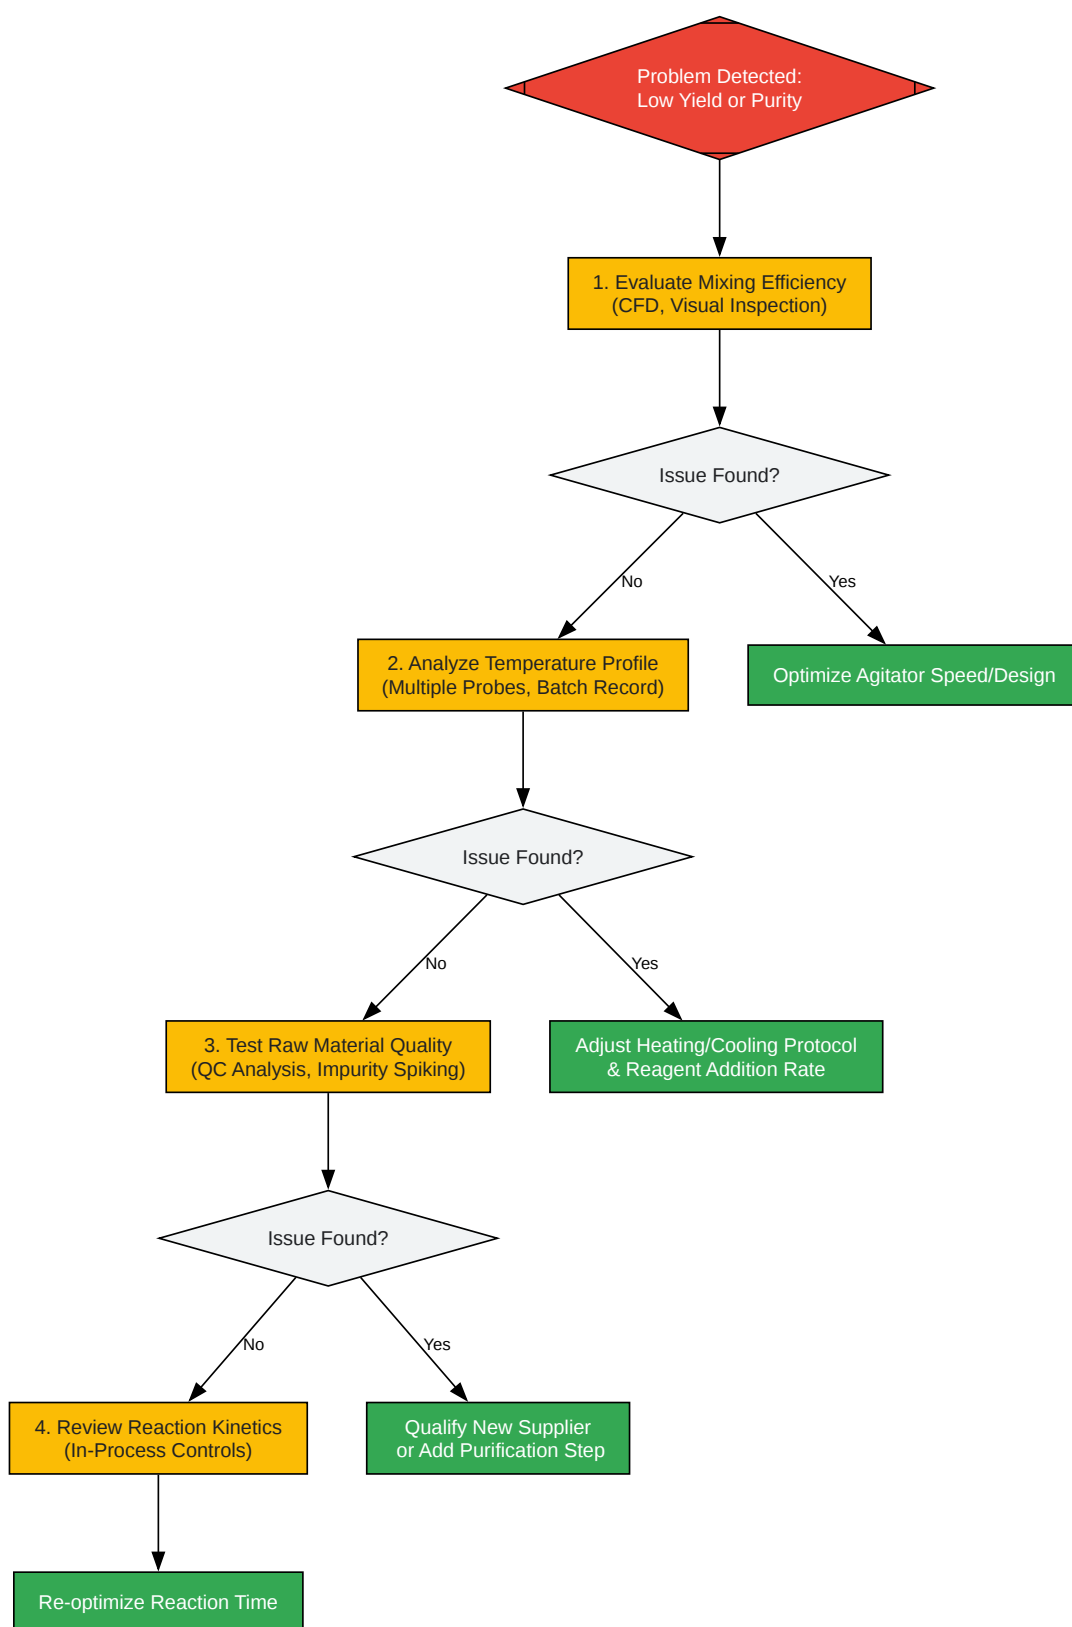 Problem Detected:
Low Yield or Purity
1. Evaluate Mixing Efficiency
(CFD, Visual Inspection)
Issue Found?
No
Yes
2. Analyze Temperature Profile
(Multiple Probes, Batch Record)
Optimize Agitator Speed/Design
Issue Found?
No
Yes
3. Test Raw Material Quality
(QC Analysis, Impurity Spiking)
Adjust Heating/Cooling Protocol
& Reagent Addition Rate
Issue Found?
No
Yes
4. Review Reaction Kinetics
(In-Process Controls)
Qualify New Supplier
or Add Purification Step
Re-optimize Reaction Time